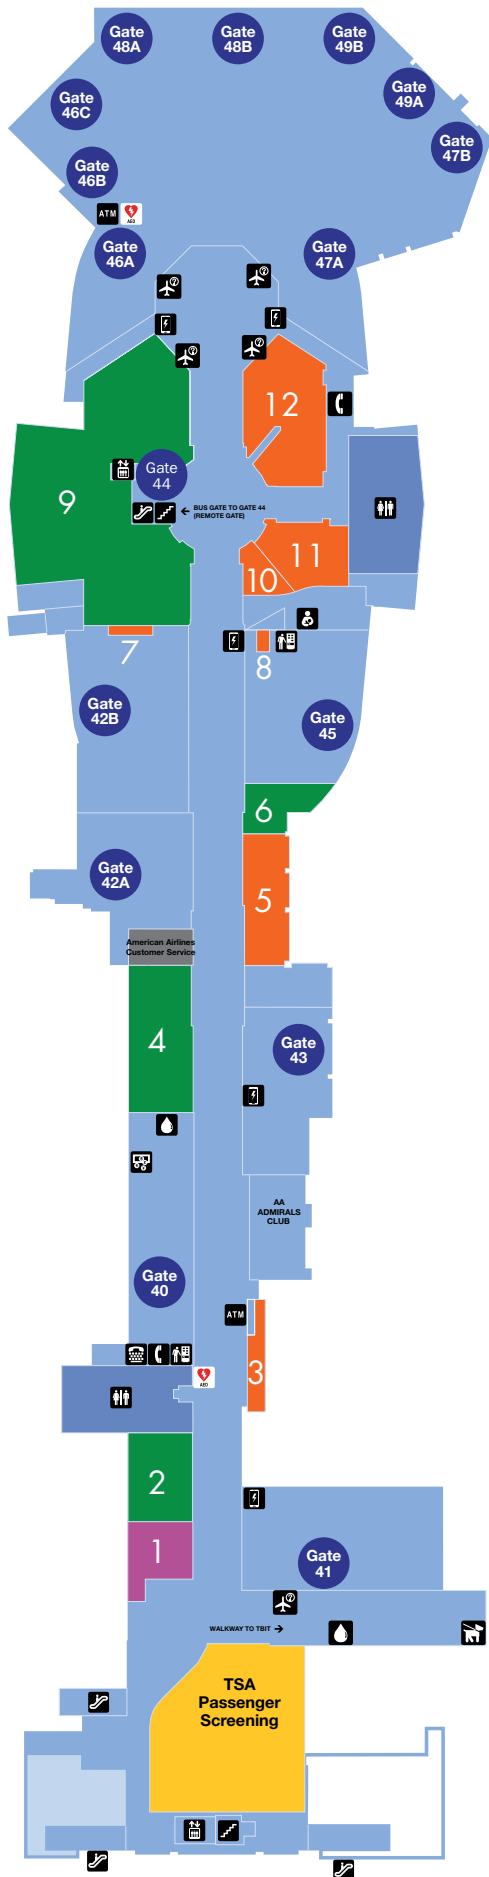 Gate
48A
Gate
48B
Gate
49B
Gate
46C
Gate
49A
Gate
47B
Gate
46B
ATM
AED
Gate
46A
Gate
47A
12
9
Gate
44
BUS GATE TO GATE 44
(REMOTE GATE)
11
10
7
8
Gate
42B
Gate
45
6
Gate
42A
5
American Airlines
Customer Service
4
Gate
43
AA
ADMIRALS
CLUB
Gate
40
ATM
3
AED
2
1
Gate
41
WALKWAY TO TBIT
TSA
Passenger
Screening